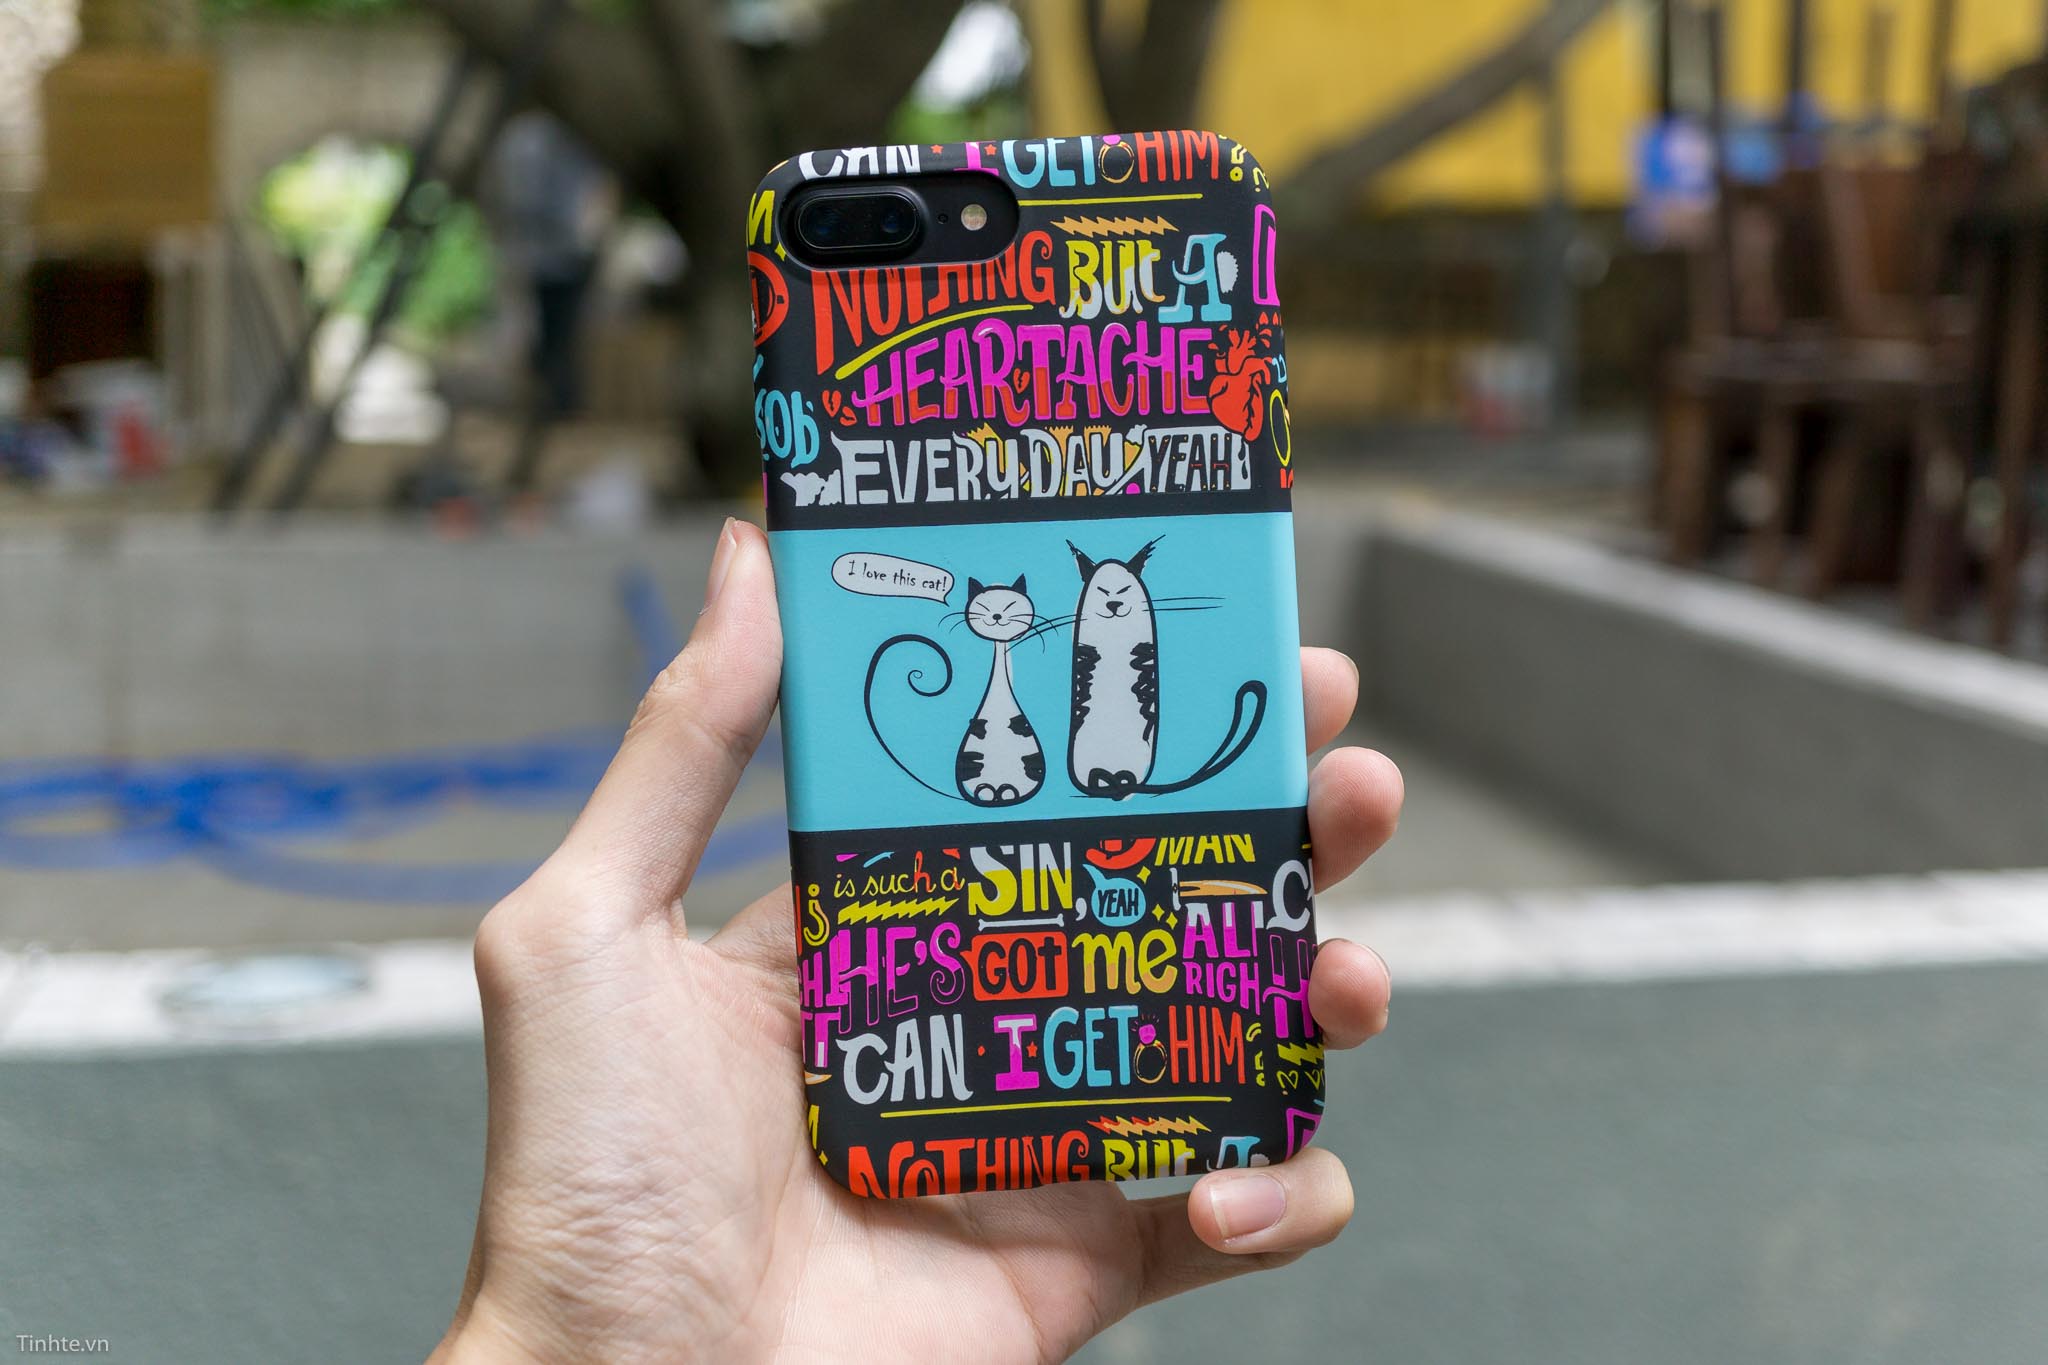 CAN I GET HIM
NOTHING BUT A
HEARTACHE
EVERYDAY YEAH
I love this cat!
MAN
is such a SIN, YEAH
HE'S GOT me ALL
RIGH
CAN I GET HIM
NOTHING BUT A
Tinhte.vn